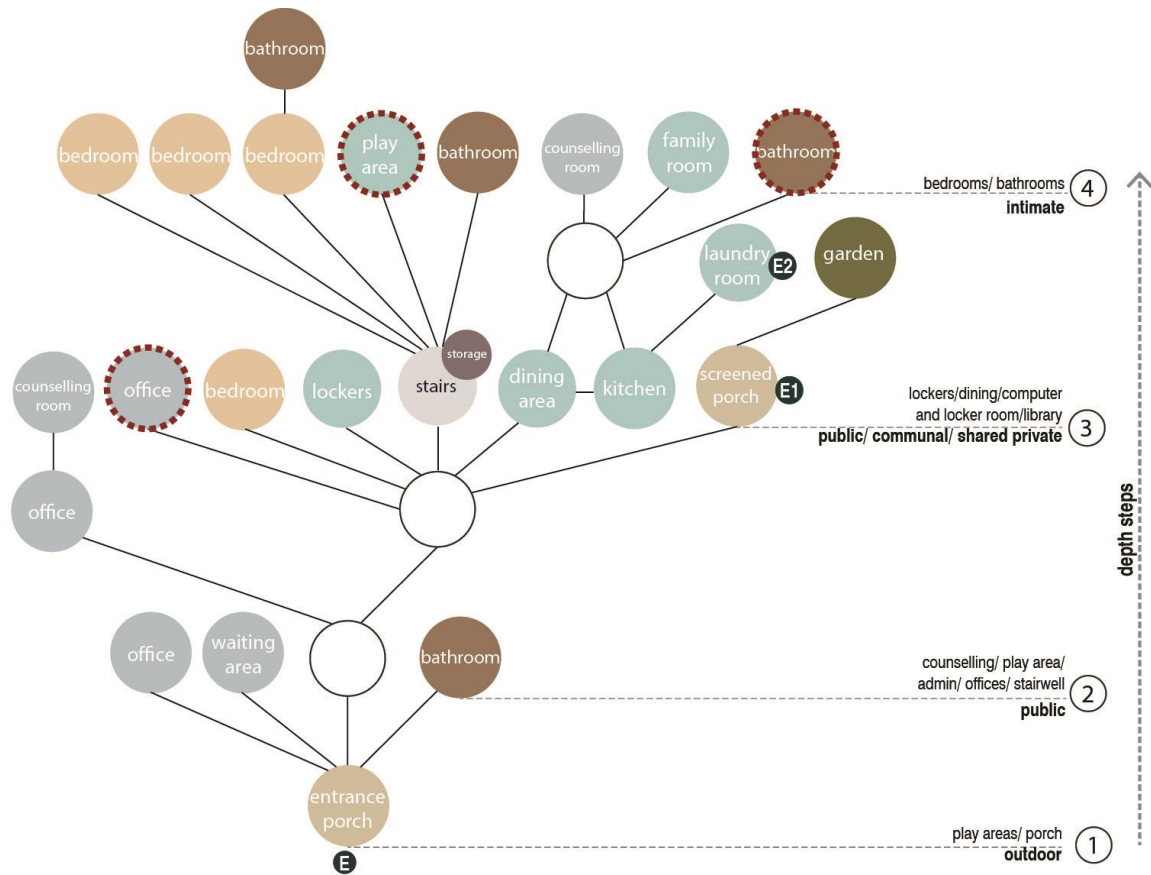 bathroom
bedroom
bedroom
bedroom
play
area
bathroom
counselling
room
family
room
bathroom
bedrooms/ bathrooms
intimate
4
laundry
room
E2
garden
counselling
room
office
bedroom
lockers
stairs
storage
dining
area
kitchen
screened
porch
E1
lockers/dining/computer
and locker room/library
public/ communal/ shared private
3
office
depth steps
office
waiting
area
bathroom
counselling/ play area/
admin/ offices/ stairwell
public
2
entrance
porch
E
play areas/ porch
outdoor
1